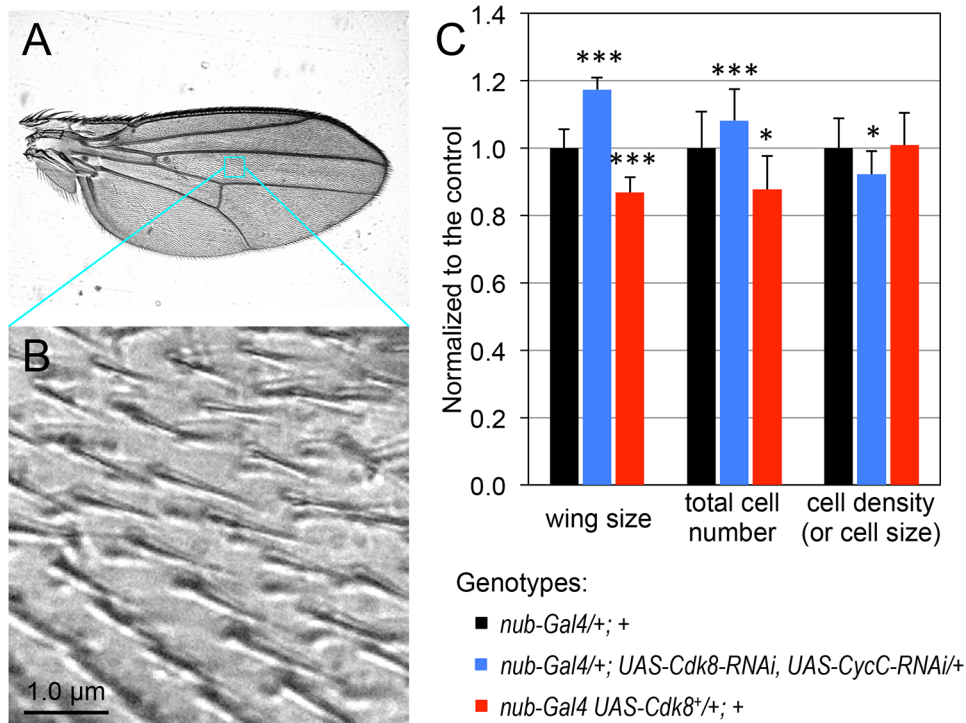 A
B
1.0 µm
C
Normalized to the control
1.4
1.2
1.0
0.8
0.6
0.4
0.2
0.0
***
***
***
*
*
wing size
total cell
number
cell density
(or cell size)
Genotypes:
nub-Gal4/+; +
nub-Gal4/+; UAS-Cdk8-RNAi, UAS-CycC-RNAi/+
nub-Gal4 UAS-Cdk8⁺/+; +